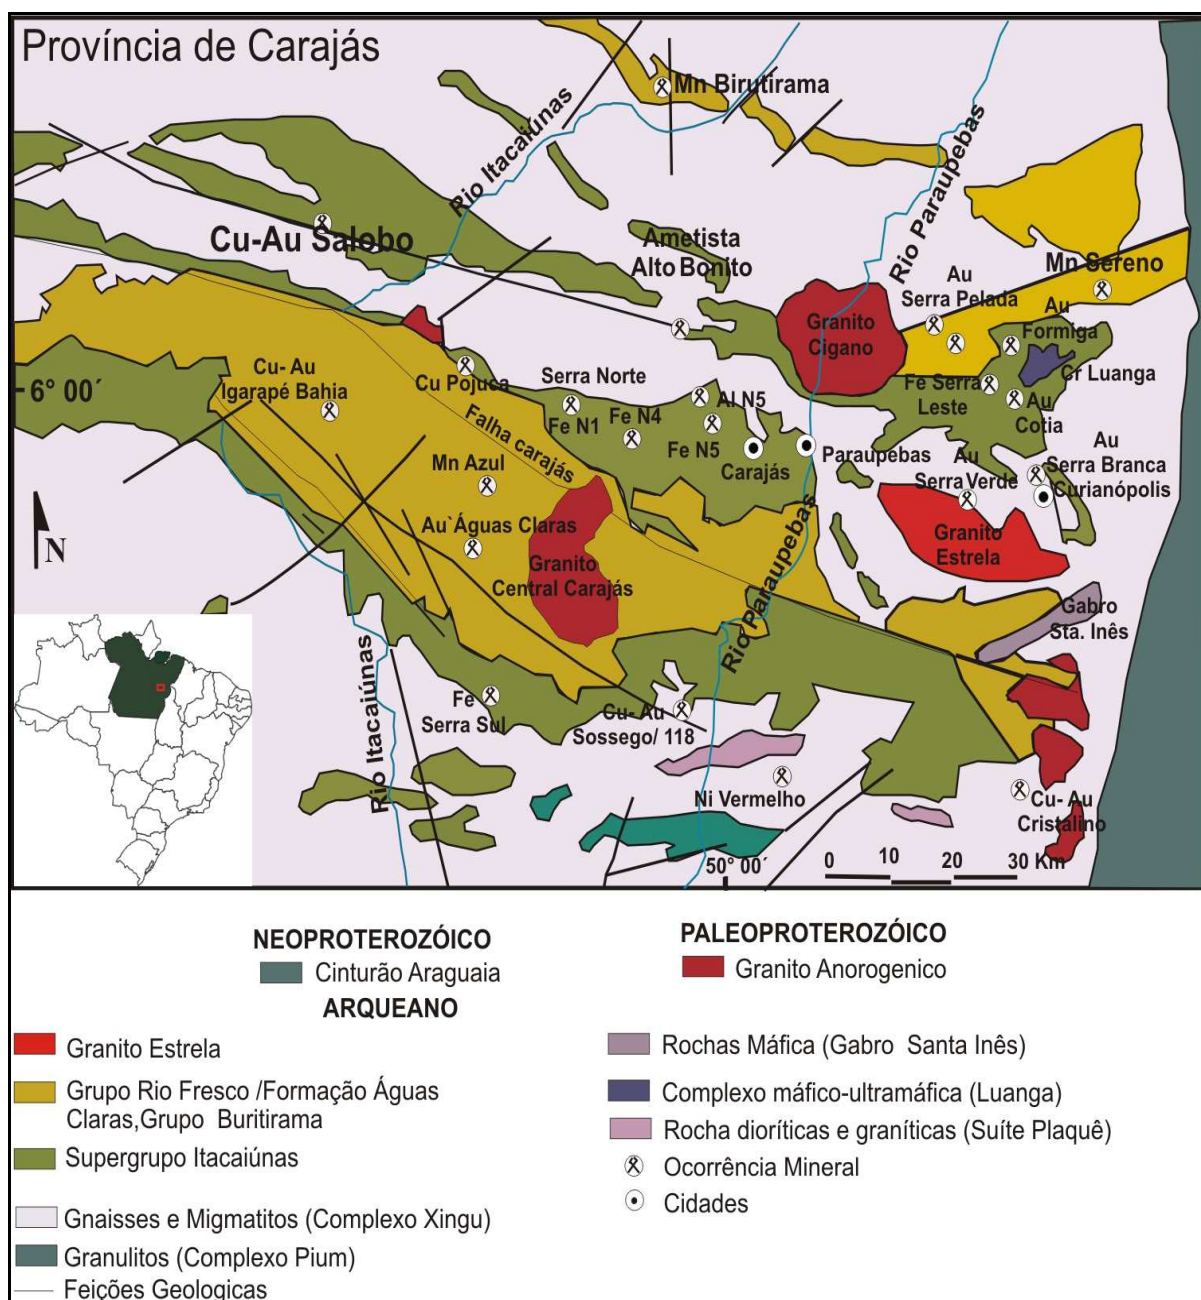 Província de Carajás
Mn Birutirama
Rio Itacaiúnas
Rio Paraupebas
Cu-Au Salobo
Ametista
Alto Bonito
Mn Sereno
Au
Serra Pelada
Au
Formiga
Granito
Cigano
Cr Luanga
Fe Serra
Leste
Au
Cotia
6° 00´
Cu- Au
Igarapé Bahia
Cu Pojuca
Serra Norte
Fe N1
Fe N4
Al N5
Fe N5
Carajás
Paraupebas
Falha carajás
Au
Serra Verde
Au
Serra Branca
Curianópolis
Mn Azul
Au`Águas Claras
Granito
Estrela
N
Granito
Central Carajás
Rio Paraupebas
Gabro
Sta. Inês
Rio Itacaiúnas
Fe
Serra Sul
Cu- Au
Sossego/ 118
Ni Vermelho
Cu- Au
Cristalino
50° 00´
0 10 20 30 Km
NEOPROTEROZÓICO
Cinturão Araguaia
PALEOPROTEROZÓICO
Granito Anorogenico
ARQUEANO
Granito Estrela
Grupo Rio Fresco /Formação Águas
Claras,Grupo Buritirama
Supergrupo Itacaiúnas
Gnaisses e Migmatitos (Complexo Xingu)
Granulitos (Complexo Pium)
Feições Geologicas
Rochas Máfica (Gabro Santa Inês)
Complexo máfico-ultramáfica (Luanga)
Rocha dioríticas e graníticas (Suíte Plaquê)
Ocorrência Mineral
Cidades